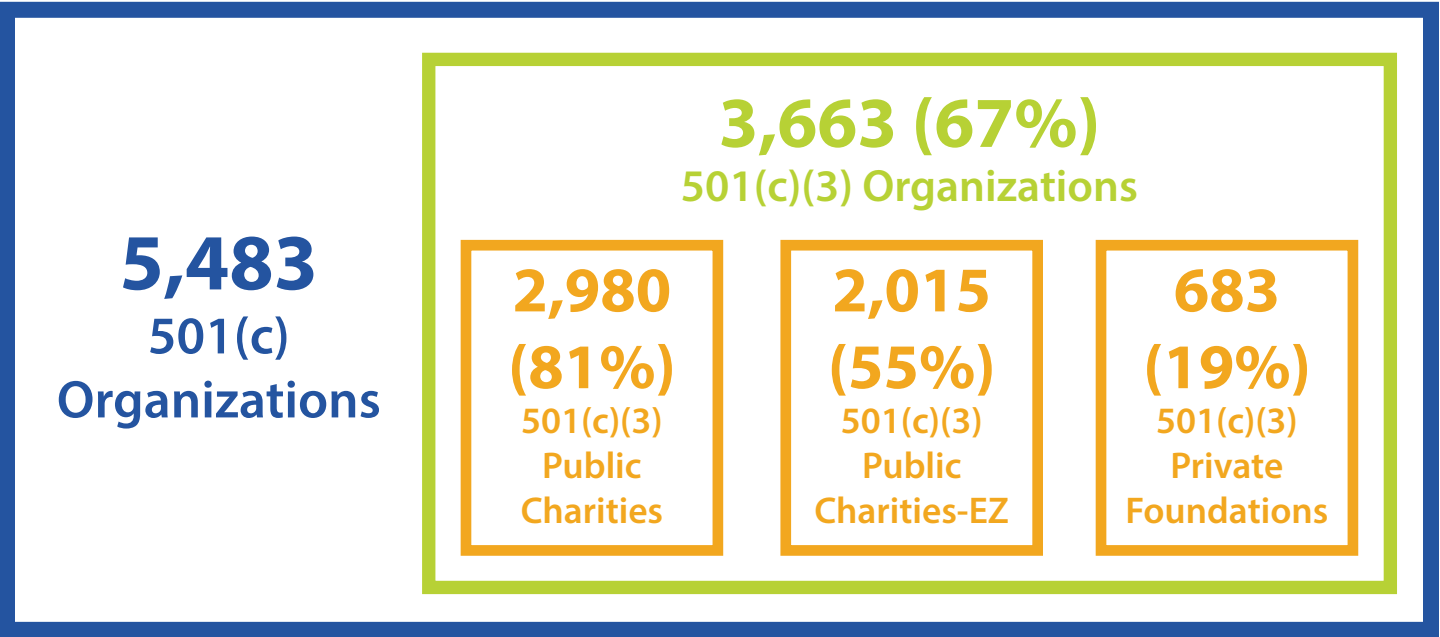 5,483
501(c)
Organizations
3,663 (67%)
501(c)(3) Organizations
2,980
(81%)
501(c)(3)
Public
Charities
2,015
(55%)
501(c)(3)
Public
Charities-EZ
683
(19%)
501(c)(3)
Private
Foundations